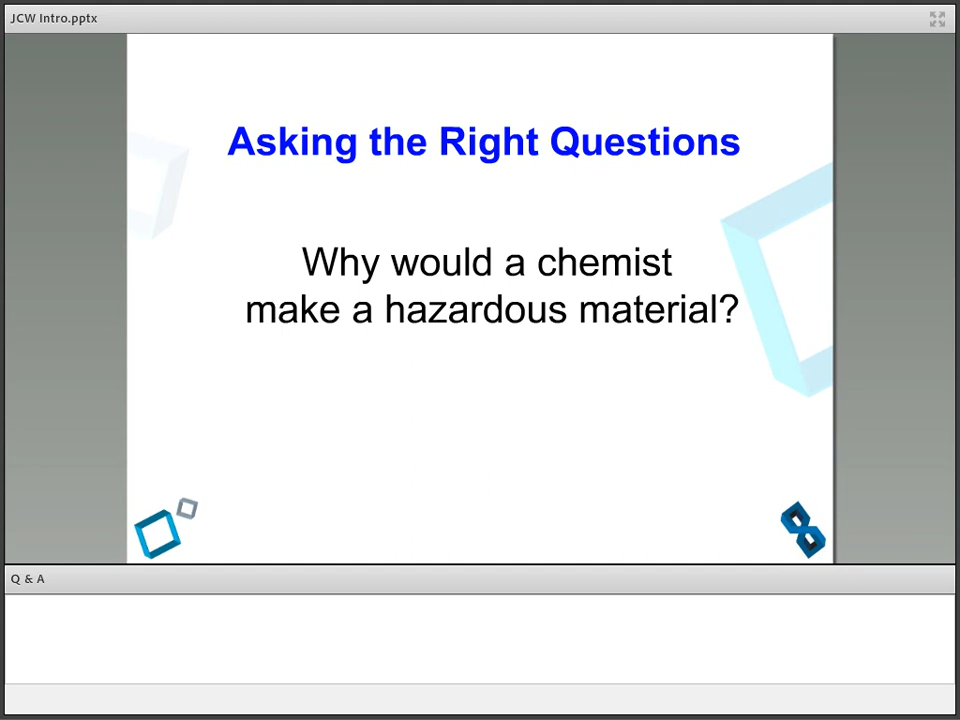 JCW Intro.pptx
Asking the Right Questions
Why would a chemist
make a hazardous material?
Q & A